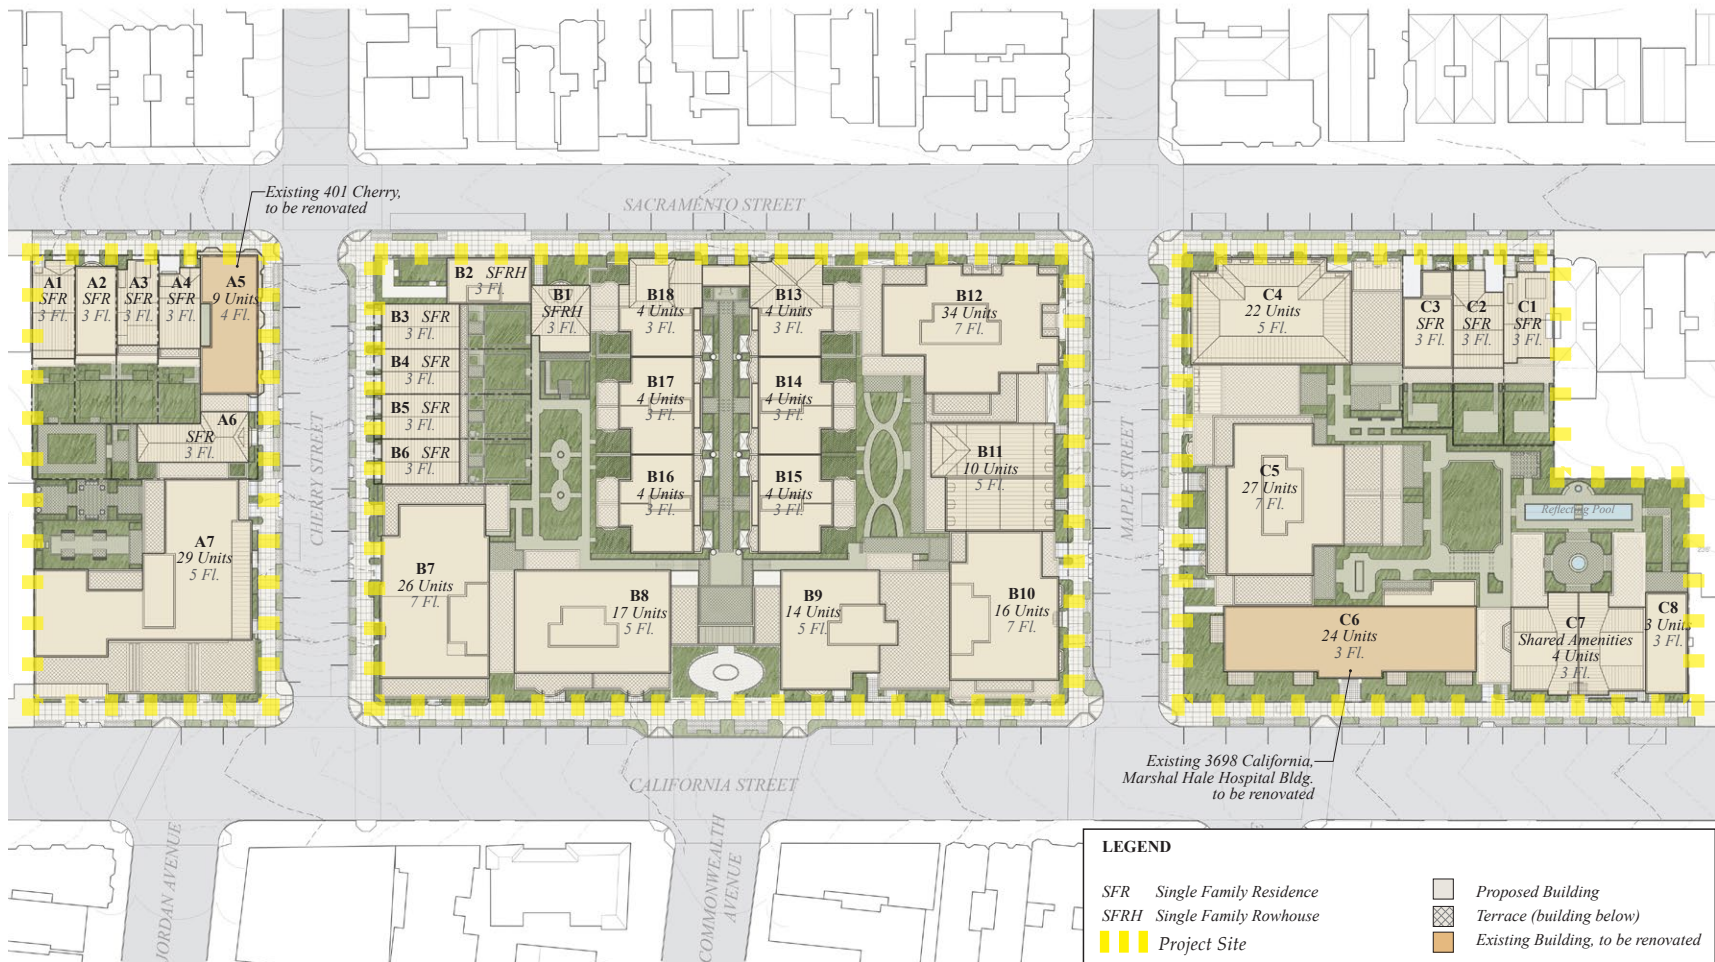 Existing 401 Cherry,
to be renovated
SACRAMENTO STREET
A1
SFR
3 Fl.
A2
SFR
3 Fl.
A3
SFR
3 Fl.
A4
SFR
3 Fl.
A5
9 Units
4 Fl.
A6
SFR
3 Fl.
A7
29 Units
5 Fl.
CHERRY STREET
B2 SFRH
3 Fl.
B1
SFRH
3 Fl.
B3 SFR
3 Fl.
B4 SFR
3 Fl.
B5 SFR
3 Fl.
B6 SFR
3 Fl.
B7
26 Units
7 Fl.
B18
4 Units
3 Fl.
B13
4 Units
3 Fl.
B17
4 Units
3 Fl.
B14
4 Units
3 Fl.
B16
4 Units
3 Fl.
B15
4 Units
3 Fl.
B12
34 Units
7 Fl.
B11
10 Units
5 Fl.
B8
17 Units
5 Fl.
B9
14 Units
5 Fl.
B10
16 Units
7 Fl.
MAPLE STREET
C4
22 Units
5 Fl.
C3
SFR
3 Fl.
C2
SFR
3 Fl.
C1
SFR
3 Fl.
C5
27 Units
7 Fl.
Reflecting Pool
C6
24 Units
3 Fl.
C7
Shared Amenities
4 Units
3 Fl.
C8
3 Units
3 Fl.
Existing 3698 California,
Marshal Hale Hospital Bldg.
to be renovated
CALIFORNIA STREET
JORDAN AVENUE
COMMONWEALTH
AVENUE
LEGEND
SFR Single Family Residence
SFRH Single Family Rowhouse
Project Site
Proposed Building
Terrace (building below)
Existing Building, to be renovated